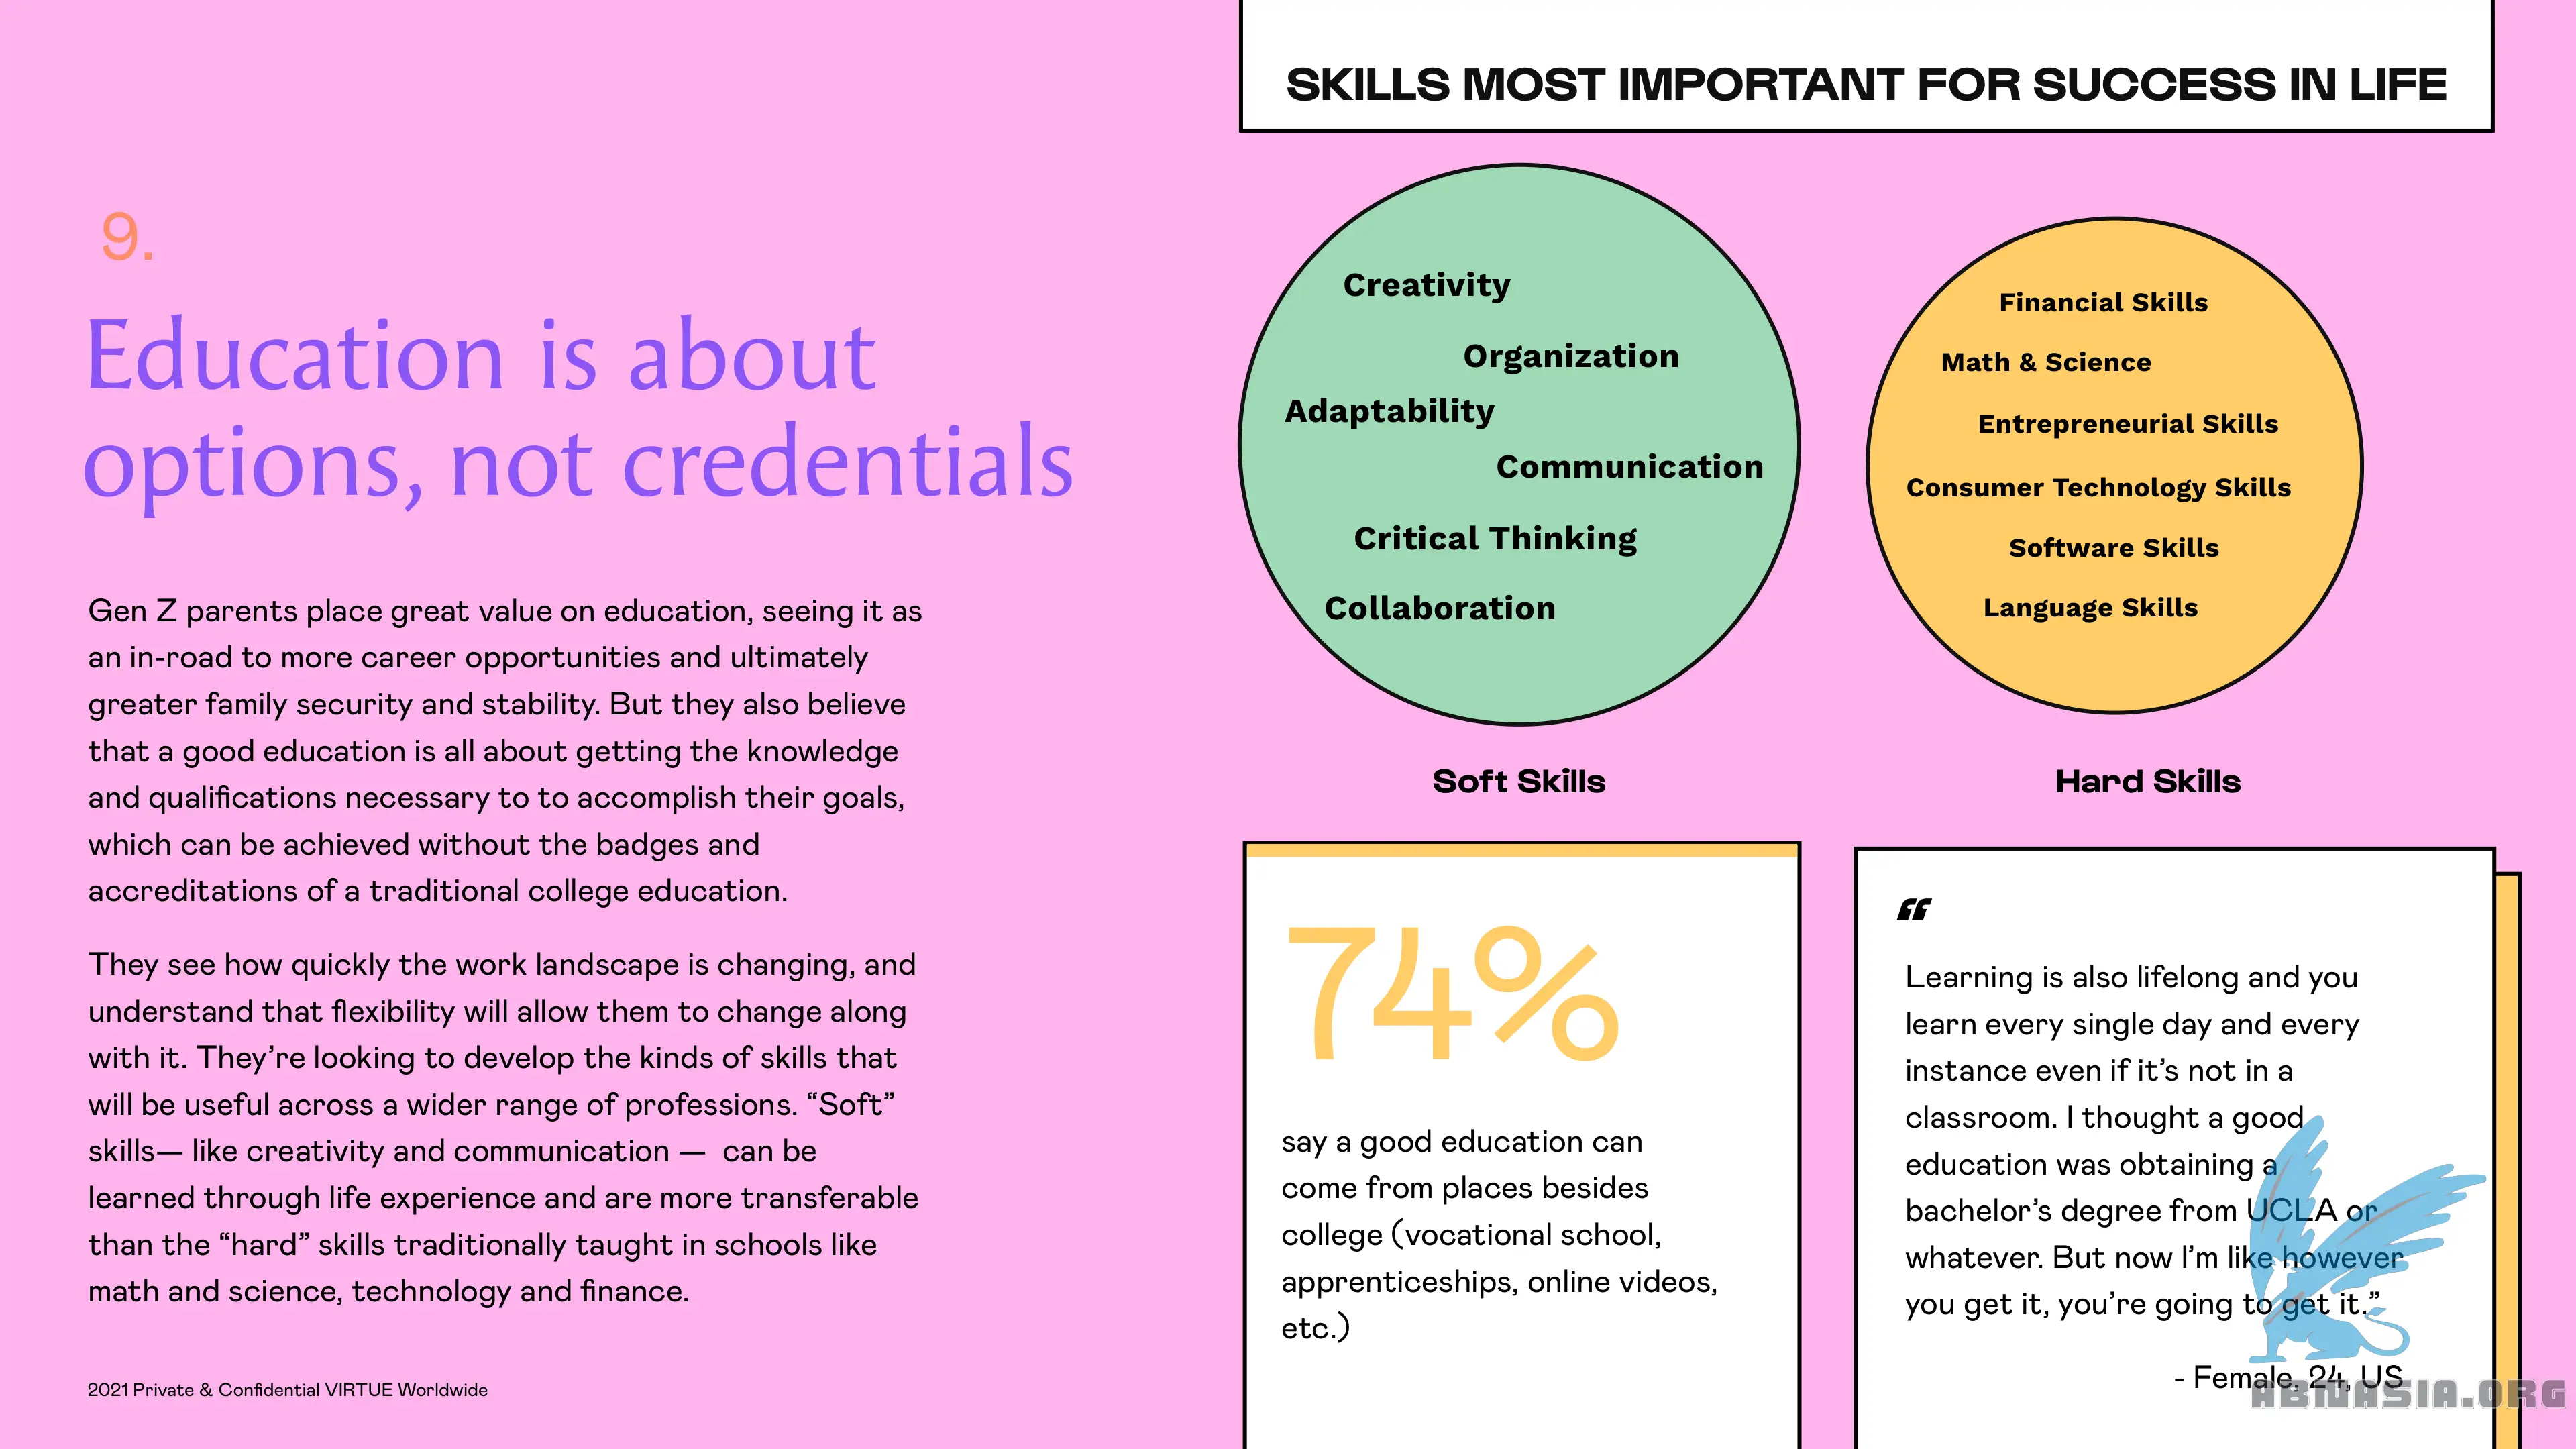 9.
Education is about
options, not credentials
Gen Z parents place great value on education, seeing it as
an in-road to more career opportunities and ultimately
greater family security and stability. But they also believe
that a good education is all about getting the knowledge
and qualifications necessary to to accomplish their goals,
which can be achieved without the badges and
accreditations of a traditional college education.
They see how quickly the work landscape is changing, and
understand that flexibility will allow them to change along
with it. They’re looking to develop the kinds of skills that
will be useful across a wider range of professions. “Soft”
skills— like creativity and communication —  can be
learned through life experience and are more transferable
than the “hard” skills traditionally taught in schools like
math and science, technology and finance.
2021 Private & Confidential VIRTUE Worldwide
SKILLS MOST IMPORTANT FOR SUCCESS IN LIFE
Creativity
Organization
Adaptability
Communication
Critical Thinking
Collaboration
Soft Skills
Financial Skills
Math & Science
Entrepreneurial Skills
Consumer Technology Skills
Software Skills
Language Skills
Hard Skills
74%
say a good education can
come from places besides
college (vocational school,
apprenticeships, online videos,
etc.)
“
Learning is also lifelong and you
learn every single day and every
instance even if it’s not in a
classroom. I thought a good
education was obtaining a
bachelor’s degree from UCLA or
whatever. But now I’m like however
you get it, you’re going to get it.”
- Female, 24, US
ABNASIA.ORG